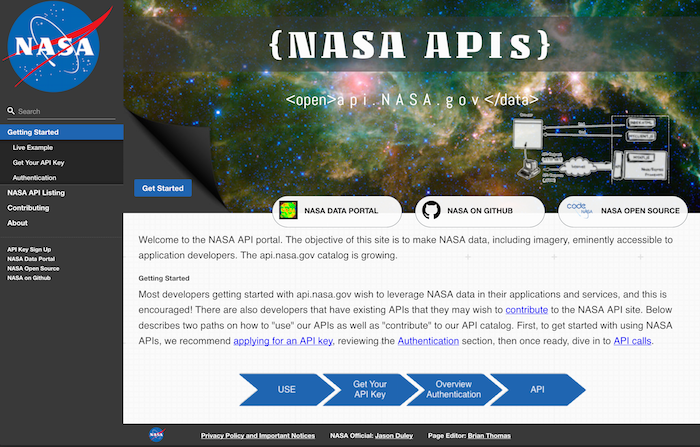 NASA
{NASA APIs}
<open>api.NASA.gov</data>
Search
Getting Started
Live Example
Get Your API Key
Authentication
NASA API Listing
Contributing
About
API Key Sign Up
NASA Data Portal
NASA Open Source
NASA on Github
Get Started
Internet
NASA DATA PORTAL
NASA ON GITHUB
code
NASA
NASA OPEN SOURCE
Welcome to the NASA API portal. The objective of this site is to make NASA data, including imagery, eminently accessible to
application developers. The api.nasa.gov catalog is growing.
Getting Started
Most developers getting started with api.nasa.gov wish to leverage NASA data in their applications and services, and this is
encouraged! There are also developers that have existing APIs that they may wish to contribute to the NASA API site. Below
describes two paths on how to "use" our APIs as well as "contribute" to our API catalog. First, to get started with using NASA
APIs, we recommend applying for an API key, reviewing the Authentication section, then once ready, dive in to API calls.
USE
Get Your
API Key
Overview
Authentication
API
NASA
Privacy Policy and Important Notices NASA Official: Jason Duley Page Editor: Brian Thomas